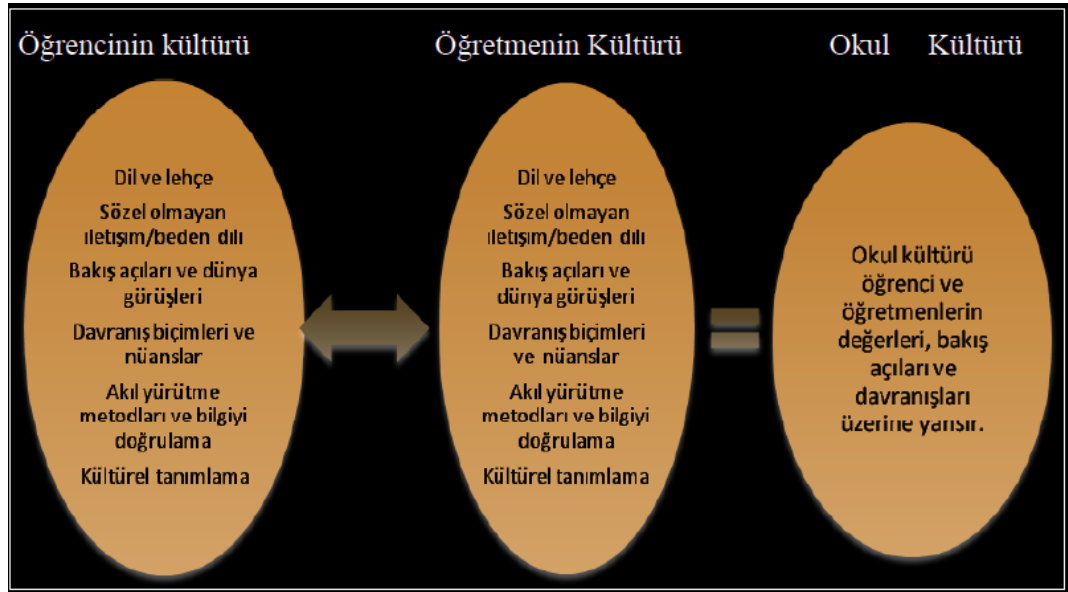 Öğrencinin kültürü
Öğretmenin Kültürü
Okul Kültürü
Dil ve lehçe
Sözel olmayan
iletişim/beden dili
Bakış açıları ve dünya
görüşleri
Davranış biçimleri ve
nüanslar
Akıl yürütme
metodları ve bilgiyi
doğrulama
Kültürel tanımlama
Dil ve lehçe
Sözel olmayan
iletişim/beden dili
Bakış açıları ve
dünya görüşleri
Davranış biçimleri
ve nüanslar
Akıl yürütme
metodları ve bilgiyi
doğrulama
Kültürel tanımlama
Okul kültürü
öğrenci ve
öğretmenlerin
değerleri, bakış
açıları ve
davranışları
üzerine yansır.